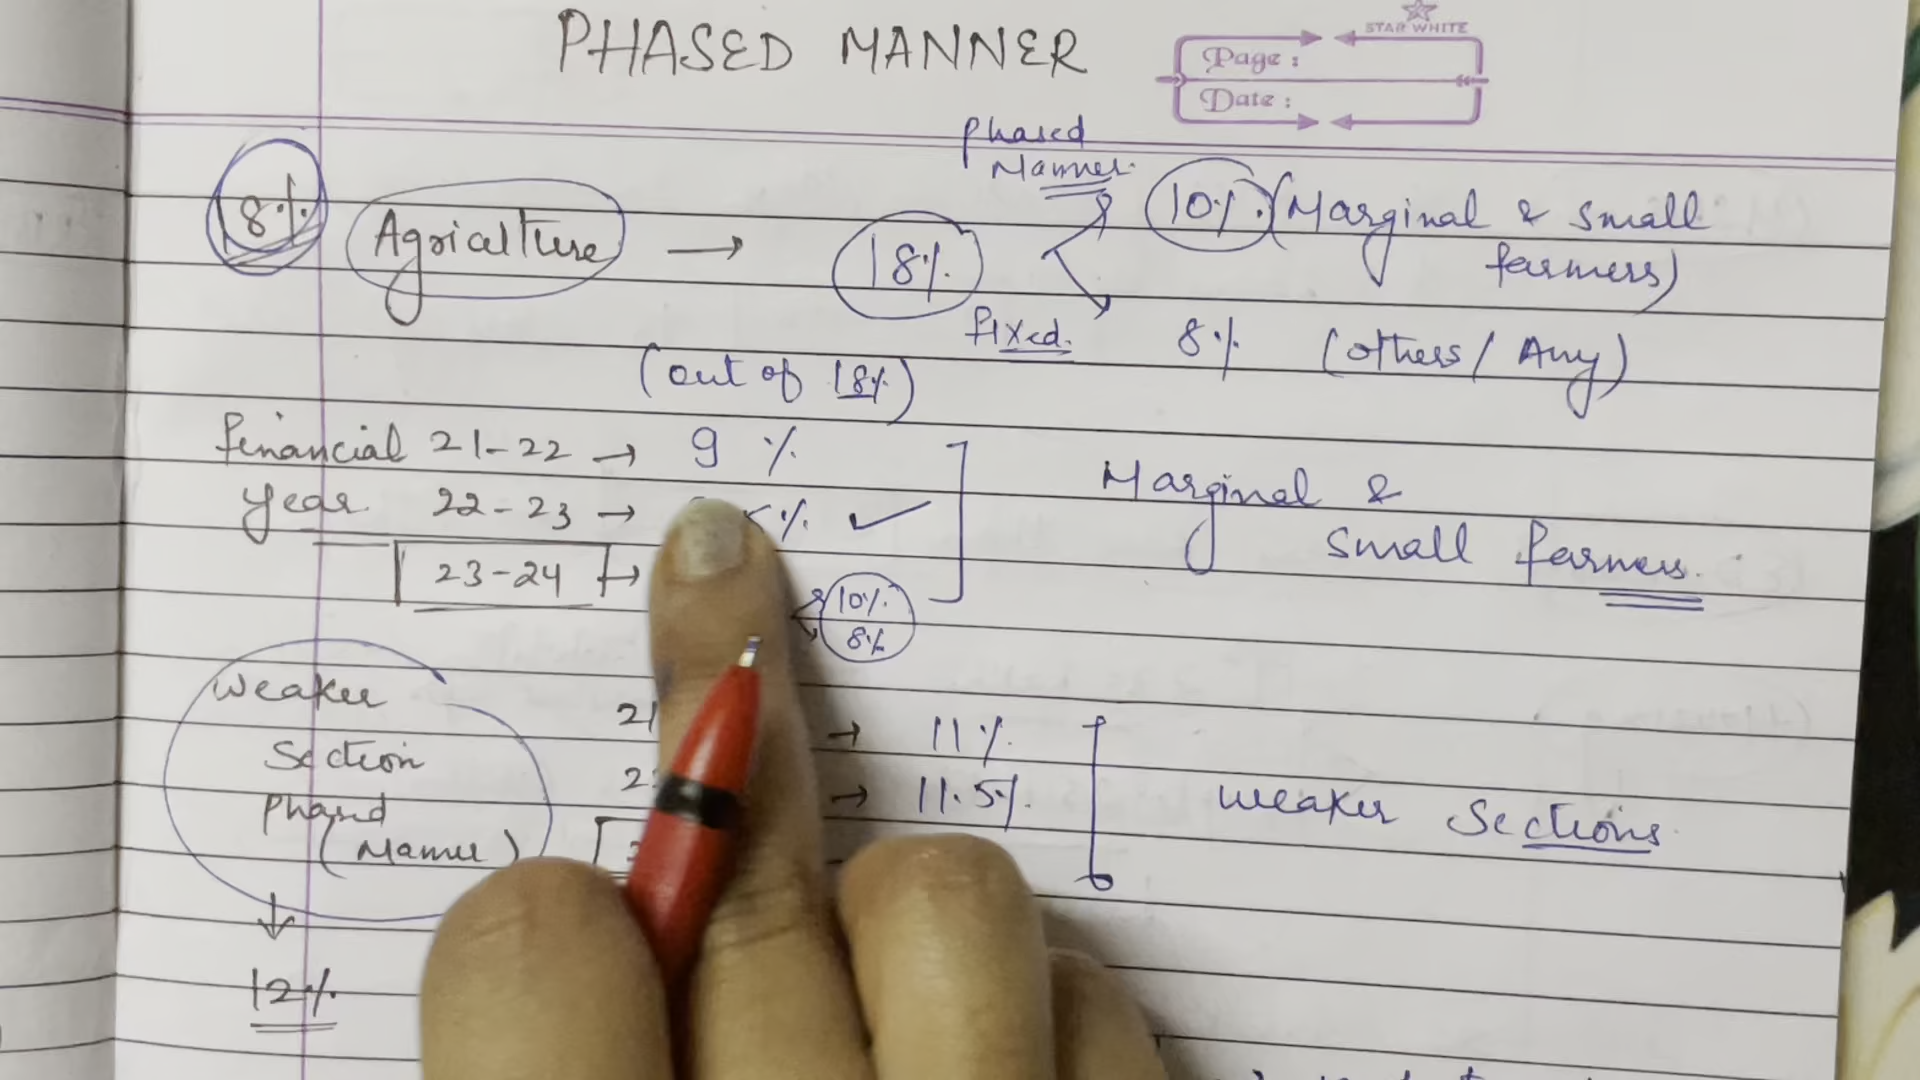 PHASED MANNER
STAR WHITE
Page :
Date :
Phased
Manner.
18%
Agriculture → 18%
10% (Marginal & small
farmers)
fixed. 8% (others/Any)
(out of 18%)
financial 21-22 → 9 %
year 22-23 → % ✓
23-24 →
10%
8%
Marginal &
small farmers.
Weaker
Section
Phased
(Manner)
↓
12%
21 → 11%
→ 11.5%
Weaker Sections